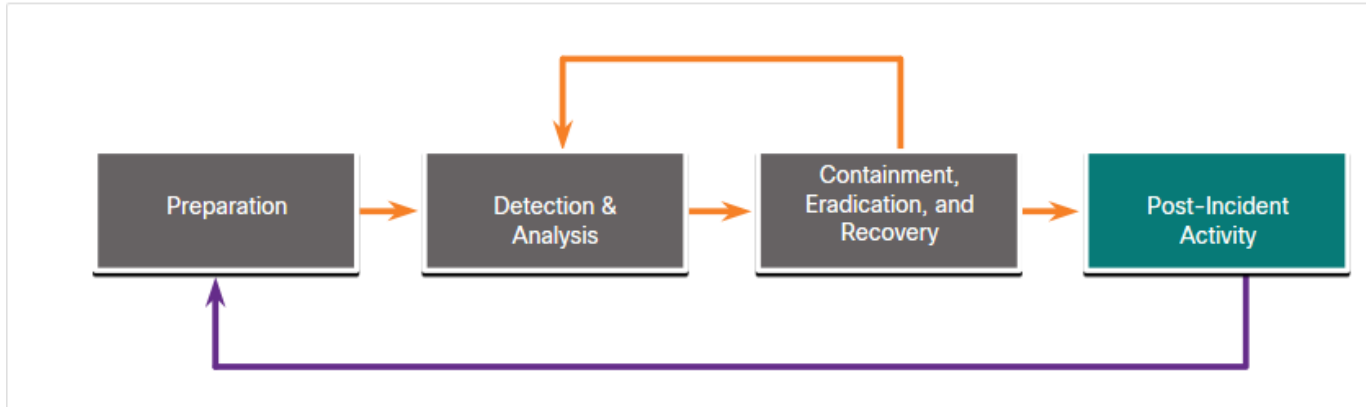 Preparation
Detection &
Analysis
Containment,
Eradication, and
Recovery
Post-Incident
Activity